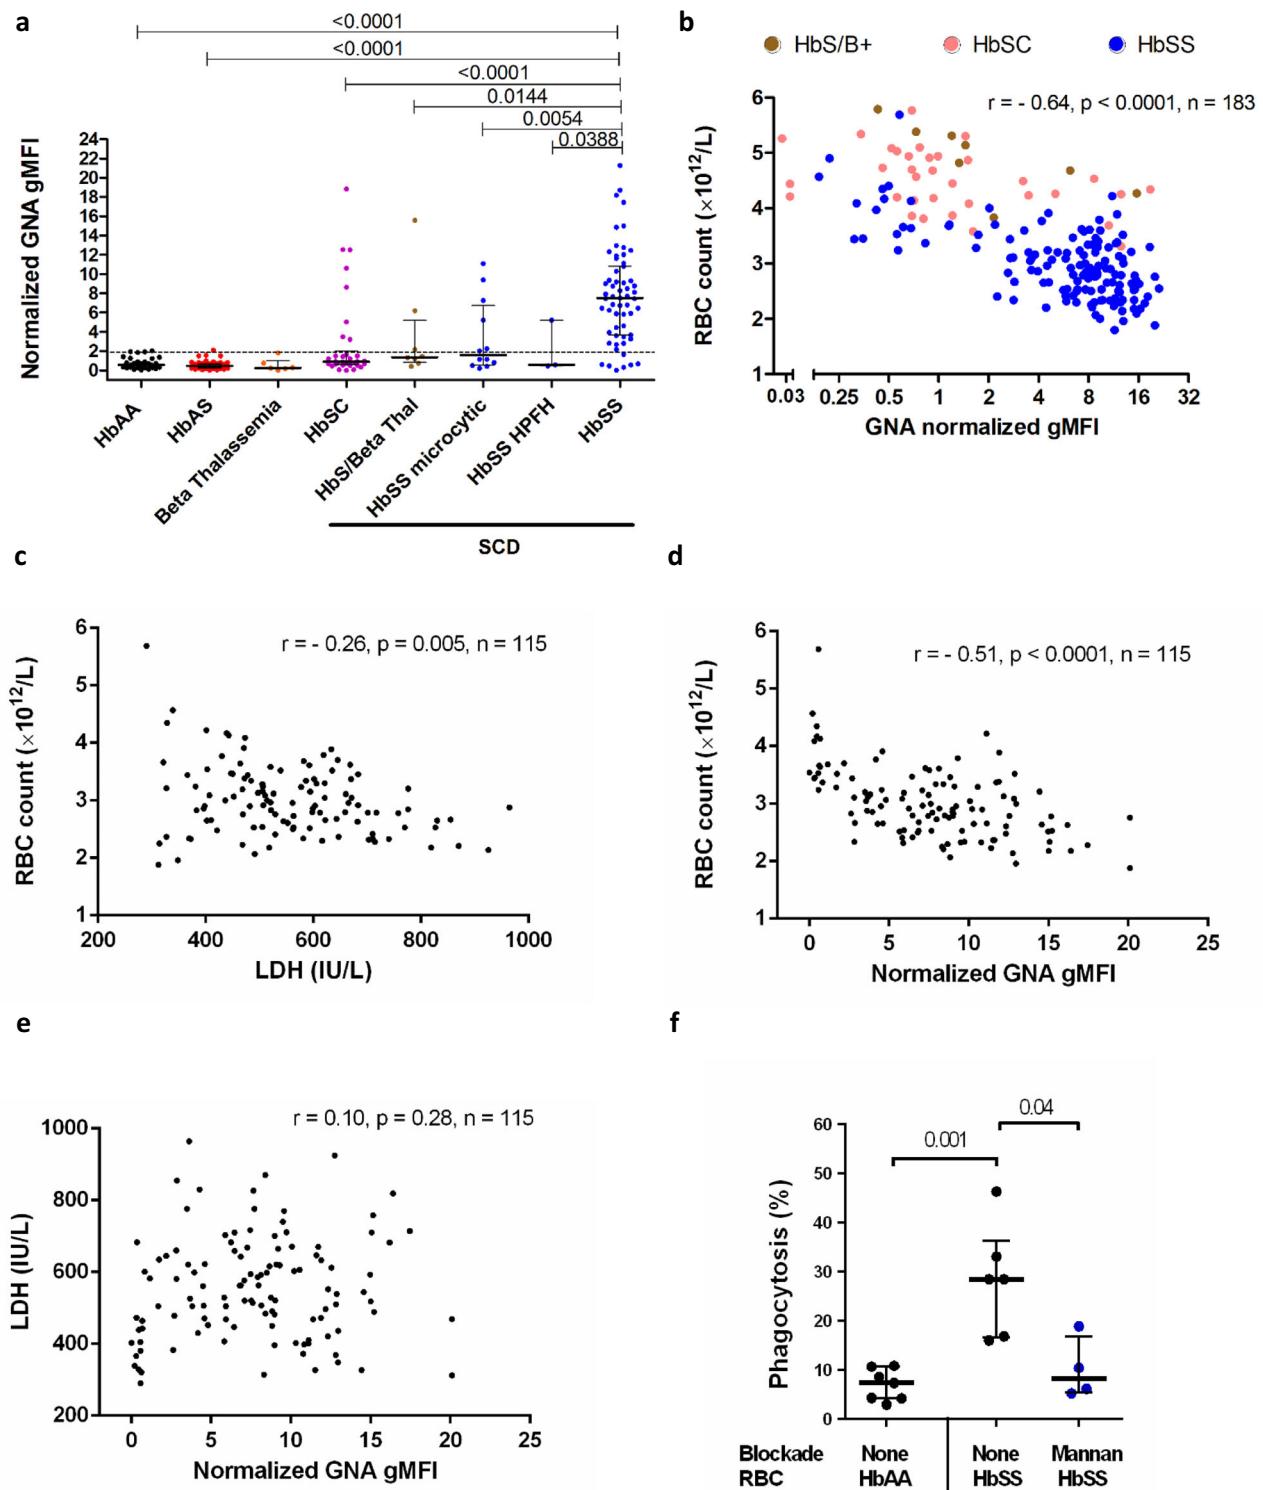 a
<0.0001
<0.0001
<0.0001
0.0144
0.0054
0.0388
Normalized GNA gMFI
24
22
20
18
16
14
12
10
8
6
4
2
0
HbAA
HbAS
Beta Thalassemia
HbSC
HbS/Beta Thal
HbSS microcytic
HbSS HPFH
HbSS
SCD
b
HbS/B+ HbSC HbSS
r = - 0.64, p < 0.0001, n = 183
RBC count (×10¹²/L)
6
5
4
3
2
1
0.03 0.25 0.5 1 2 4 8 16 32
GNA normalized gMFI
c
r = - 0.26, p = 0.005, n = 115
RBC count (×10¹²/L)
6
5
4
3
2
1
200 400 600 800 1000
LDH (IU/L)
d
r = - 0.51, p < 0.0001, n = 115
RBC count (×10¹²/L)
6
5
4
3
2
1
0 5 10 15 20 25
Normalized GNA gMFI
e
r = 0.10, p = 0.28, n = 115
LDH (IU/L)
1000
800
600
400
200
0 5 10 15 20 25
Normalized GNA gMFI
f
0.04
0.001
Phagocytosis (%)
60
50
40
30
20
10
0
Blockade None None Mannan
RBC HbAA HbSS HbSS